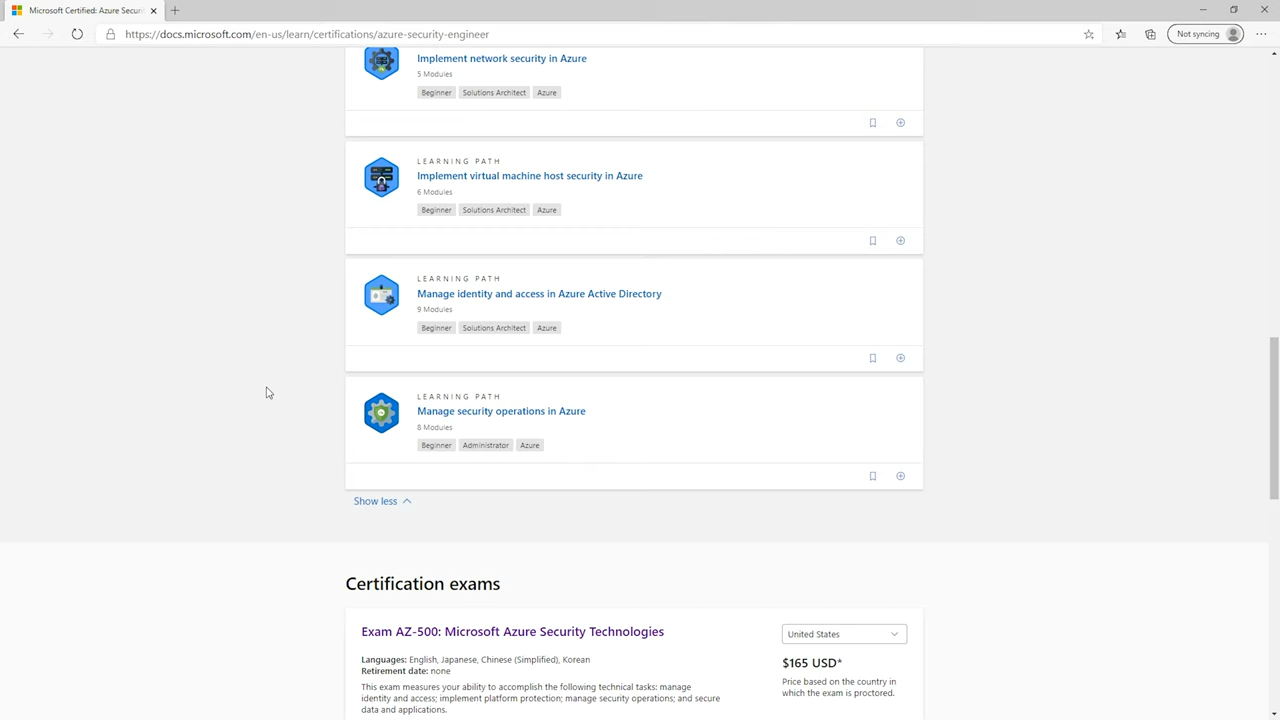 Microsoft Certified: Azure Securi
Not syncing
https://docs.microsoft.com/en-us/learn/certifications/azure-security-engineer
Implement network security in Azure
5 Modules
Beginner Solutions Architect Azure
LEARNING PATH
Implement virtual machine host security in Azure
6 Modules
Beginner Solutions Architect Azure
LEARNING PATH
Manage identity and access in Azure Active Directory
9 Modules
Beginner Solutions Architect Azure
LEARNING PATH
Manage security operations in Azure
8 Modules
Beginner Administrator Azure
Show less
Certification exams
Exam AZ-500: Microsoft Azure Security Technologies
United States
Languages: English, Japanese, Chinese (Simplified), Korean
Retirement date: none
$165 USD*
This exam measures your ability to accomplish the following technical tasks: manage
identity and access; implement platform protection; manage security operations; and secure
data and applications.
Price based on the country in
which the exam is proctored.